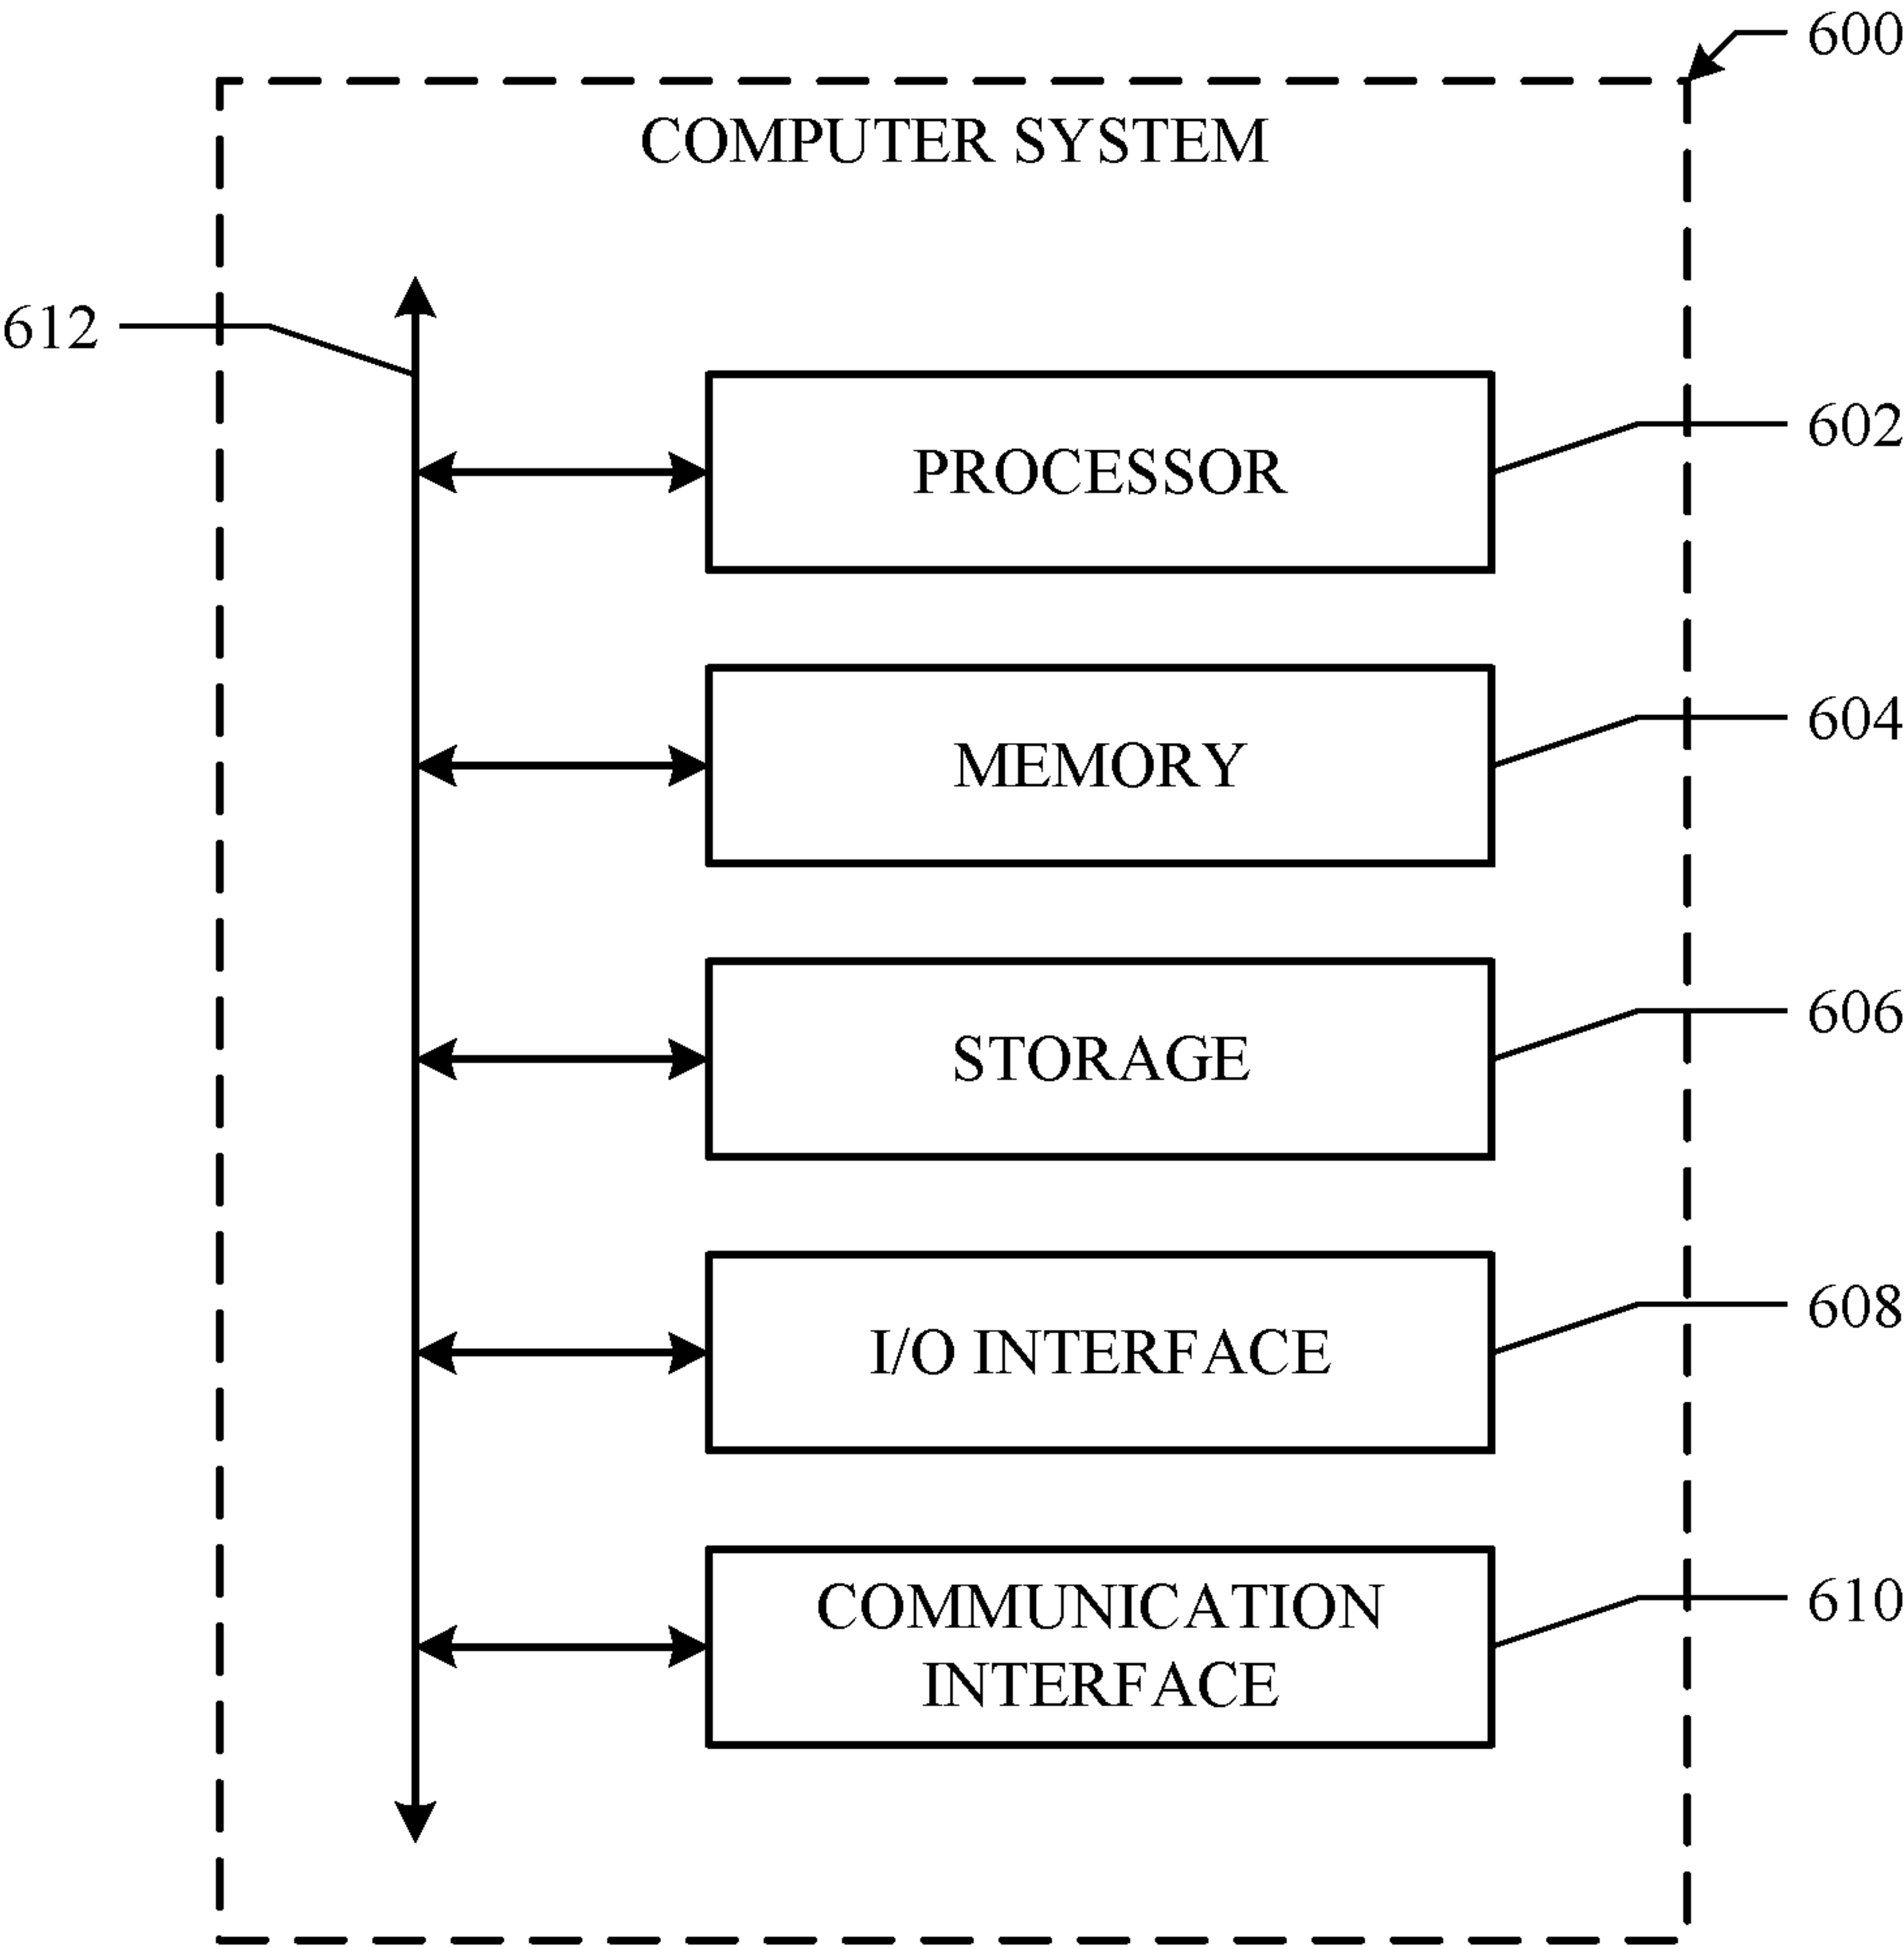 600
COMPUTER SYSTEM
612
602
PROCESSOR
604
MEMORY
606
STORAGE
608
I/O INTERFACE
610
COMMUNICATION
INTERFACE